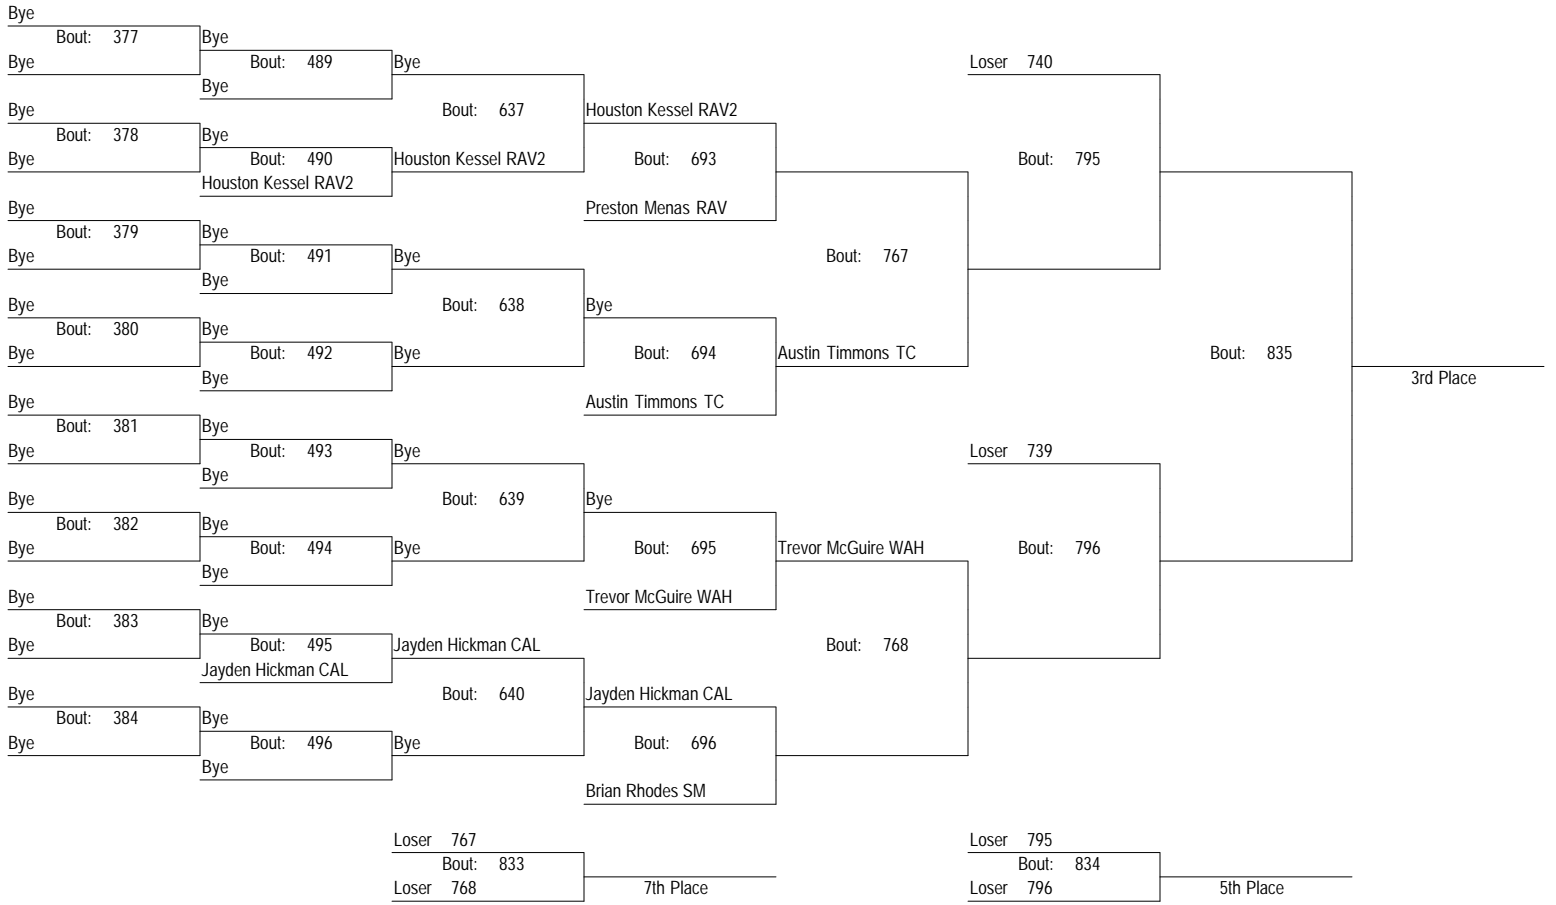 Bye
Bout: 377 Bye
Bye Bout: 489 Bye Loser 740
Bye
Bye Bout: 637 Houston Kessel RAV2
Bout: 378 Bye
Bye Bout: 490 Houston Kessel RAV2 Bout: 693 Bout: 795
Houston Kessel RAV2
Bye Preston Menas RAV
Bout: 379 Bye
Bye Bout: 491 Bye Bout: 767
Bye
Bye Bout: 638 Bye
Bout: 380 Bye
Bye Bout: 492 Bye Bout: 694 Austin Timmons TC Bout: 835
Bye 3rd Place
Bye Austin Timmons TC
Bout: 381 Bye
Bye Bout: 493 Bye Loser 739
Bye
Bye Bout: 639 Bye
Bout: 382 Bye
Bye Bout: 494 Bye Bout: 695 Trevor McGuire WAH Bout: 796
Bye
Bye Trevor McGuire WAH
Bout: 383 Bye
Bye Bout: 495 Jayden Hickman CAL Bout: 768
Jayden Hickman CAL
Bye Bout: 640 Jayden Hickman CAL
Bout: 384 Bye
Bye Bout: 496 Bye Bout: 696
Bye
Brian Rhodes SM
Loser 767 Loser 795
Bout: 833 Bout: 834
Loser 768 7th Place Loser 796 5th Place